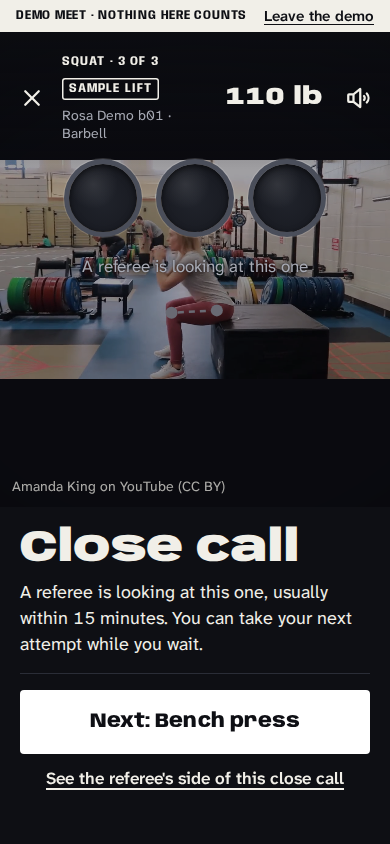 DEMO MEET · NOTHING HERE COUNTS
Leave the demo
SQUAT · 3 OF 3
SAMPLE LIFT
Rosa Demo b01 ·
Barbell
110 lb
A referee is looking at this one
Amanda King on YouTube (CC BY)
Close call
A referee is looking at this one, usually
within 15 minutes. You can take your next
attempt while you wait.
Next: Bench press
See the referee's side of this close call